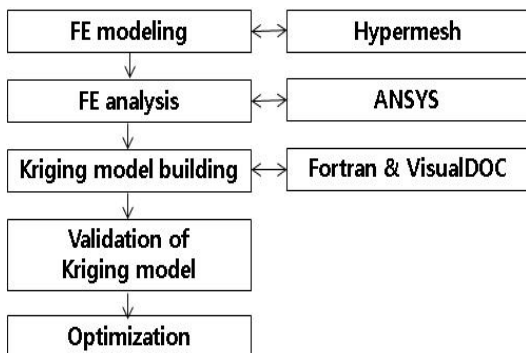 FE modeling
Hypermesh
FE analysis
ANSYS
Kriging model building
Fortran & VisualDOC
Validation of
Kriging model
Optimization